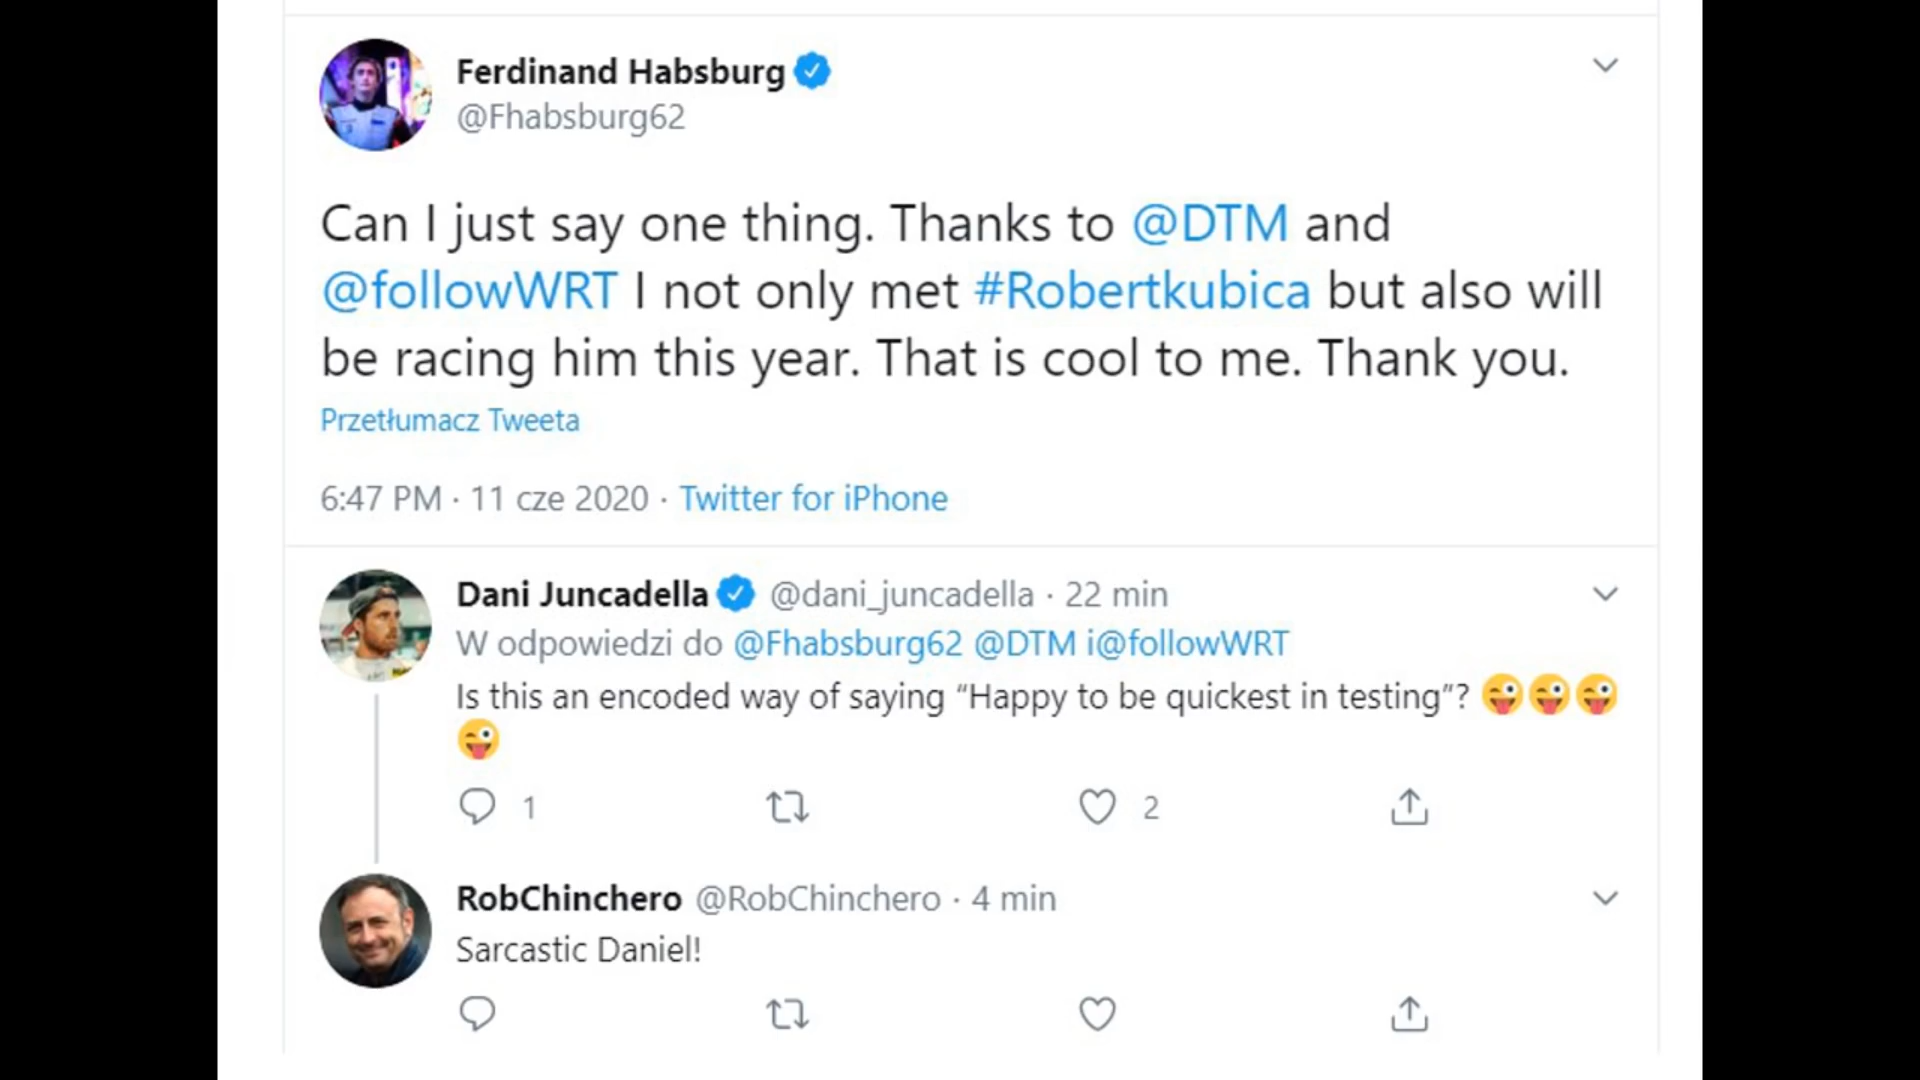 Ferdinand Habsburg
@Fhabsburg62
Can I just say one thing. Thanks to @DTM and
@followWRT I not only met #Robertkubica but also will
be racing him this year. That is cool to me. Thank you.
Przetłumacz Tweeta
6:47 PM · 11 cze 2020 · Twitter for iPhone
Dani Juncadella @dani_juncadella · 22 min
W odpowiedzi do @Fhabsburg62 @DTM i@followWRT
Is this an encoded way of saying “Happy to be quickest in testing”? 😜😜😜
😜
1 2
RobChinchero @RobChinchero · 4 min
Sarcastic Daniel!